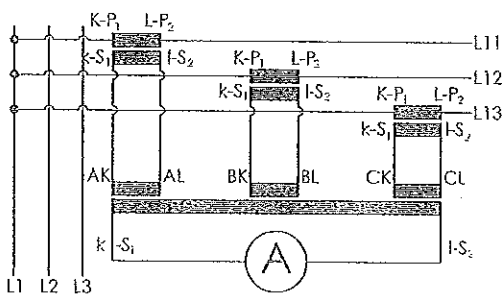 K-P₁ L-P₂
L11
k-S₁ l-S₂
L-P₂
L12
k-S₁ l-S₂
K-P₁ L-P₂
L13
k-S₁ l-S₂
AK AL BK BL CK CL
k -S₁ A l-S₂
L1 L2 L3